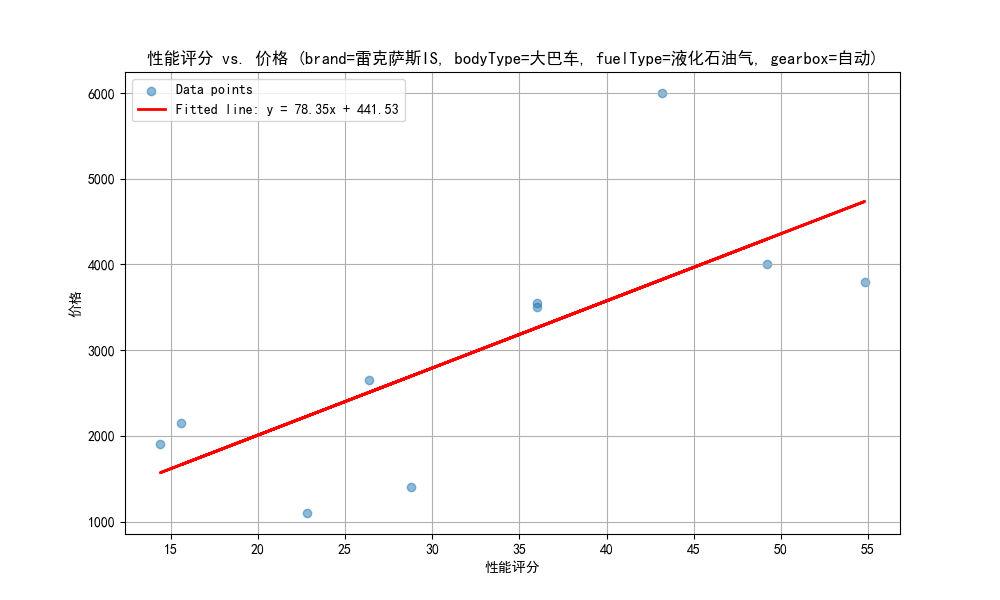 性能评分 vs. 价格 (brand=雷克萨斯IS, bodyType=大巴车, fuelType=液化石油气, gearbox=自动)
Data points
Fitted line: y = 78.35x + 441.53
6000
5000
4000
3000
2000
1000
价格
15 20 25 30 35 40 45 50 55
性能评分